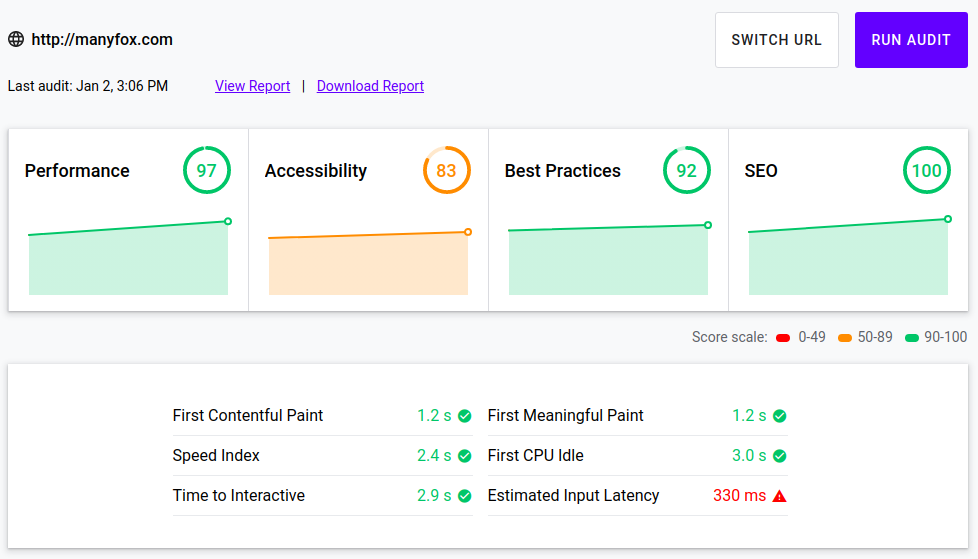 http://manyfox.com
SWITCH URL
RUN AUDIT
Last audit: Jan 2, 3:06 PM
View Report | Download Report
Performance 97
Accessibility 83
Best Practices 92
SEO 100
Score scale: 0-49 50-89 90-100
First Contentful Paint 1.2 s
First Meaningful Paint 1.2 s
Speed Index 2.4 s
First CPU Idle 3.0 s
Time to Interactive 2.9 s
Estimated Input Latency 330 ms